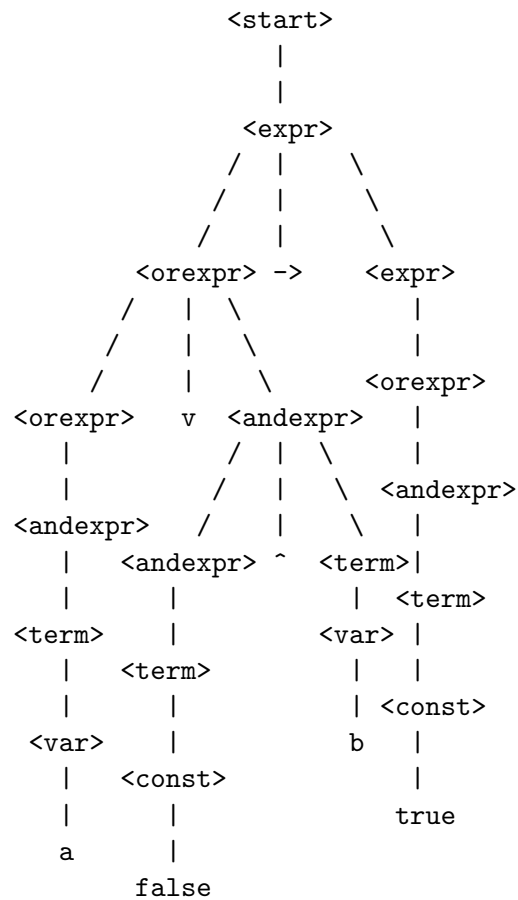 <start>
|
|
<expr>
/ | \
/ | \
/ | \
<orexpr> -> <expr>
/ | \ |
/ | \ |
/ | \ <orexpr>
<orexpr> v <andexpr> |
| / | \ |
| / | \ <andexpr>
<andexpr> / | \ |
| <andexpr> ^ <term>|
| | | <term>
<term> | <var> |
| <term> | |
| | | <const>
<var> | b |
| <const> |
| | true
a |
false